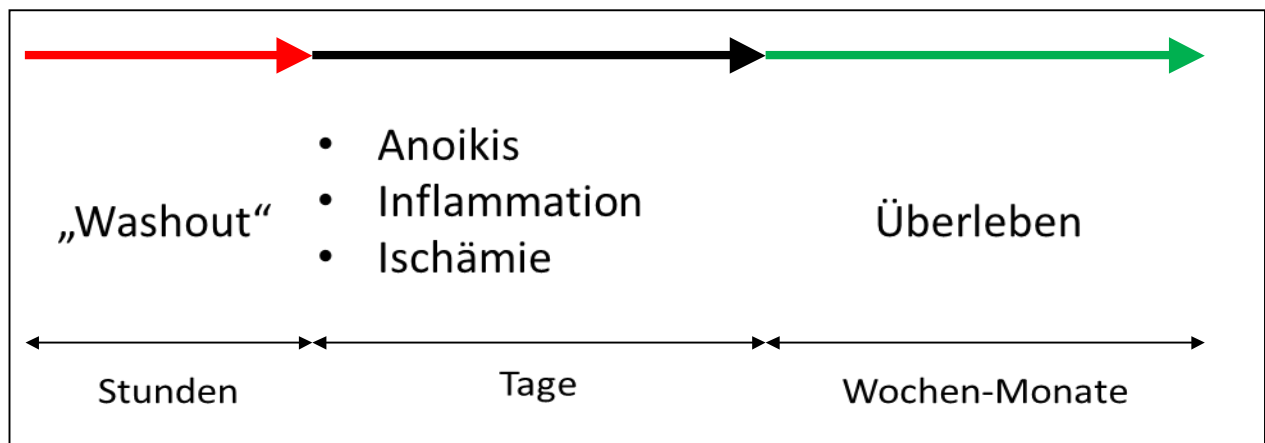 „Washout“
• Anoikis
• Inflammation
• Ischämie
Überleben
Stunden
Tage
Wochen-Monate